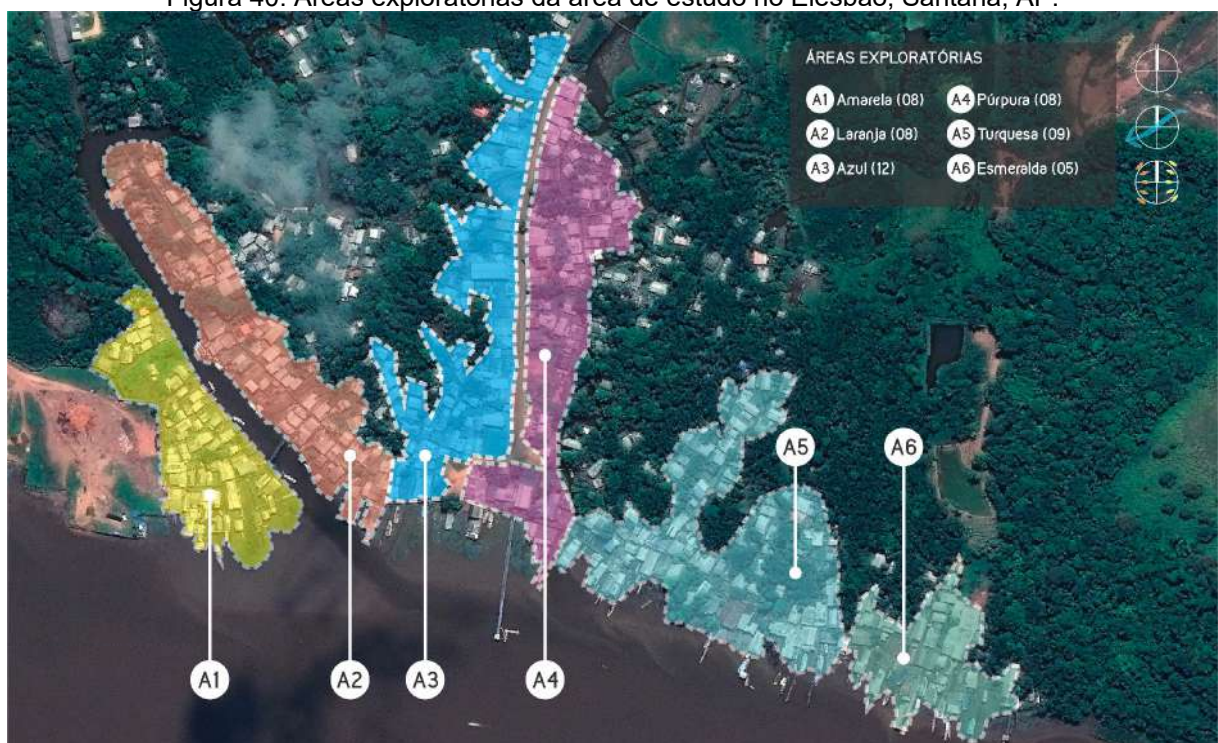 Figura 40. Áreas exploratórias da área de estudo no Elesbão, Santana, AP.
ÁREAS EXPLORATÓRIAS
A1 Amarela (08)
A2 Laranja (08)
A3 Azul (12)
A4 Púrpura (08)
A5 Turquesa (09)
A6 Esmeralda (05)
A5
A6
A1
A2
A3
A4